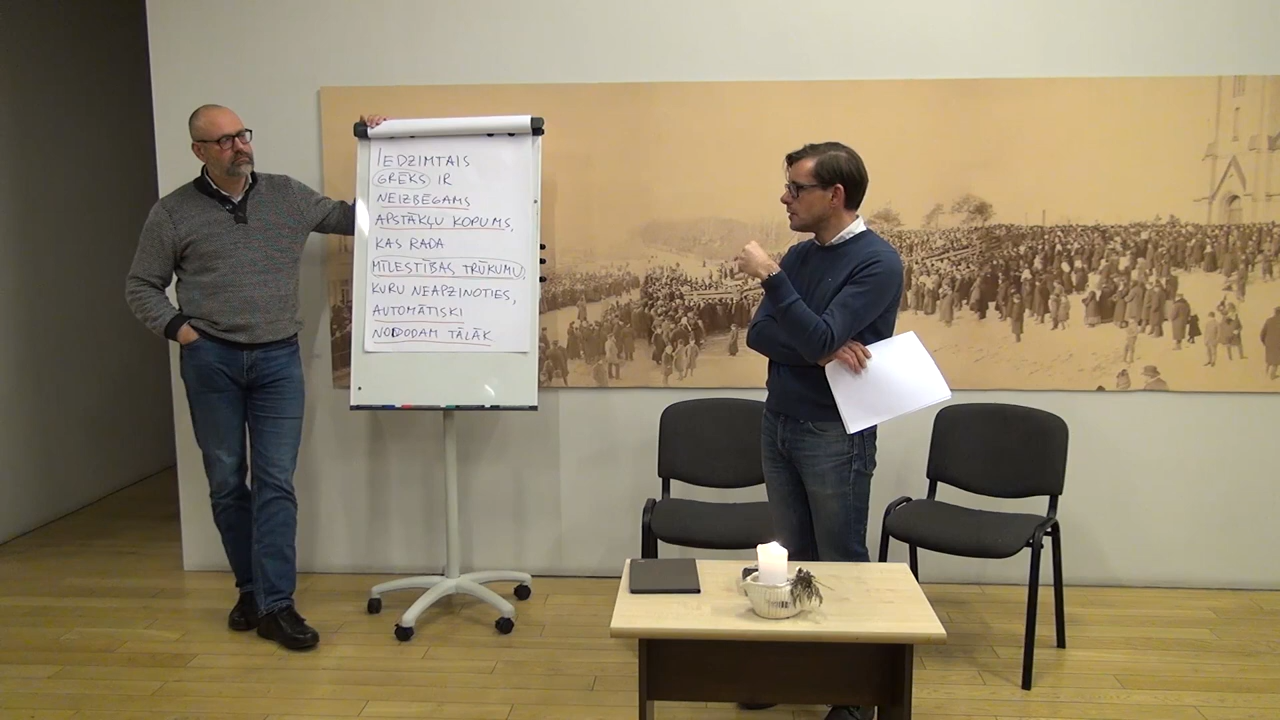 IEDZIMTAIS
GRĒKS IR
NEIZBĒGAMS
APSTĀKĻU KOPUMS,
KAS RADA
MĪLESTĪBAS TRŪKUMU,
KURU NEAPZINOTIES,
AUTOMĀTISKI
NODODAM TĀLĀK